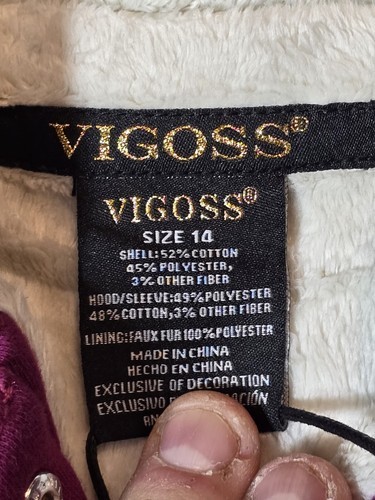 VIGOSS®
VIGOSS®
SIZE 14
SHELL:52% COTTON
45% POLYESTER,
3% OTHER FIBER
HOOD/SLEEVE:49%POLYESTER
48%COTTON,3% OTHER FIBER
LINING:FAUX FUR 100%POLYESTER
MADE IN CHINA
HECHO EN CHINA
EXCLUSIVE OF DECORATION
EXCLUSIVO